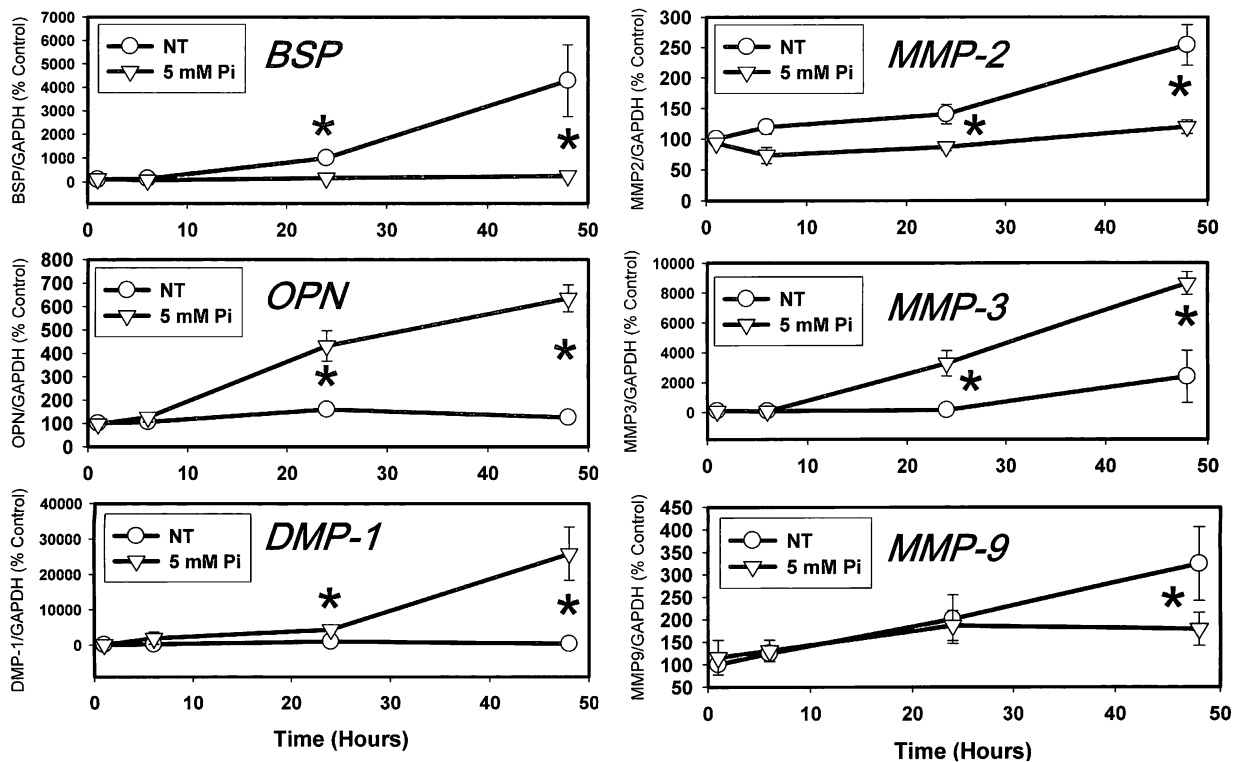 BSP/GAPDH (% Control)
7000
6000
5000
4000
3000
2000
1000
0
NT
5 mM Pi
BSP
*
*
0 10 20 30 40 50
MMP2/GAPDH (% Control)
300
250
200
150
100
50
0
NT
5 mM Pi
MMP-2
*
*
0 10 20 30 40 50
OPN/GAPDH (% Control)
800
700
600
500
400
300
200
100
0
NT
5 mM Pi
OPN
*
*
0 10 20 30 40 50
MMP3/GAPDH (% Control)
10000
8000
6000
4000
2000
0
NT
5 mM Pi
MMP-3
*
*
0 10 20 30 40 50
DMP-1/GAPDH (% Control)
40000
30000
20000
10000
0
NT
5 mM Pi
DMP-1
*
*
0 10 20 30 40 50
Time (Hours)
MMP9/GAPDH (% Control)
450
400
350
300
250
200
150
100
50
NT
5 mM Pi
MMP-9
*
0 10 20 30 40 50
Time (Hours)